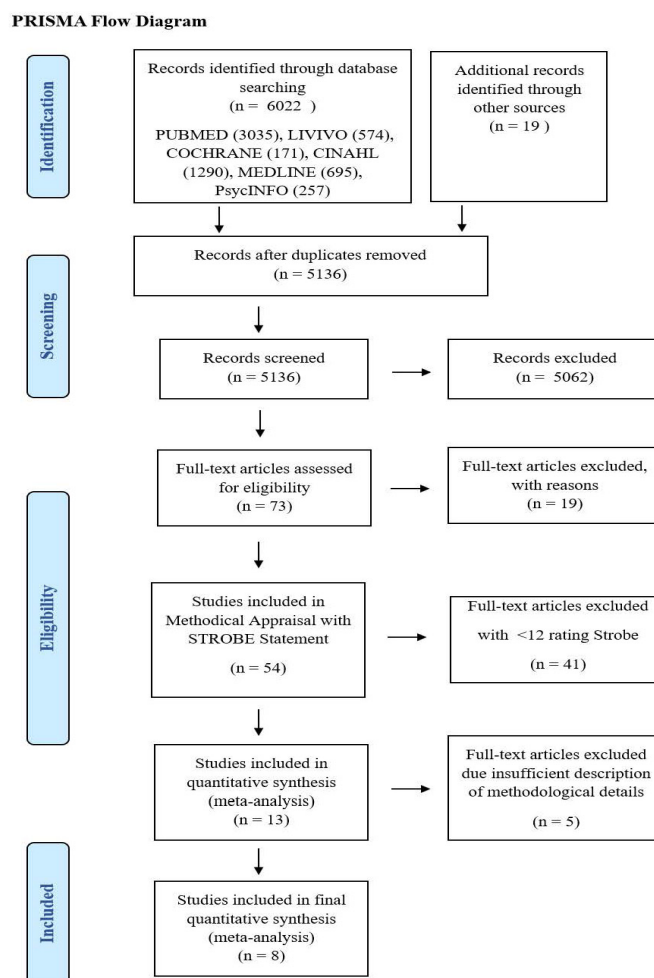 PRISMA Flow Diagram
Identification
Records identified through database
searching
(n = 6022 )
PUBMED (3035), LIVIVO (574),
COCHRANE (171), CINAHL
(1290), MEDLINE (695),
PsycINFO (257)
Additional records
identified through
other sources
(n = 19 )
Records after duplicates removed
(n = 5136)
Screening
Records screened
(n = 5136)
Records excluded
(n = 5062)
Full-text articles assessed
for eligibility
(n = 73)
Full-text articles excluded,
with reasons
(n = 19)
Eligibility
Studies included in
Methodical Appraisal with
STROBE Statement
(n = 54)
Full-text articles excluded
with <12 rating Strobe
(n = 41)
Studies included in
quantitative synthesis
(meta-analysis)
(n = 13)
Full-text articles excluded
due insufficient description
of methodological details
(n = 5)
Included
Studies included in final
quantitative synthesis
(meta-analysis)
(n = 8)